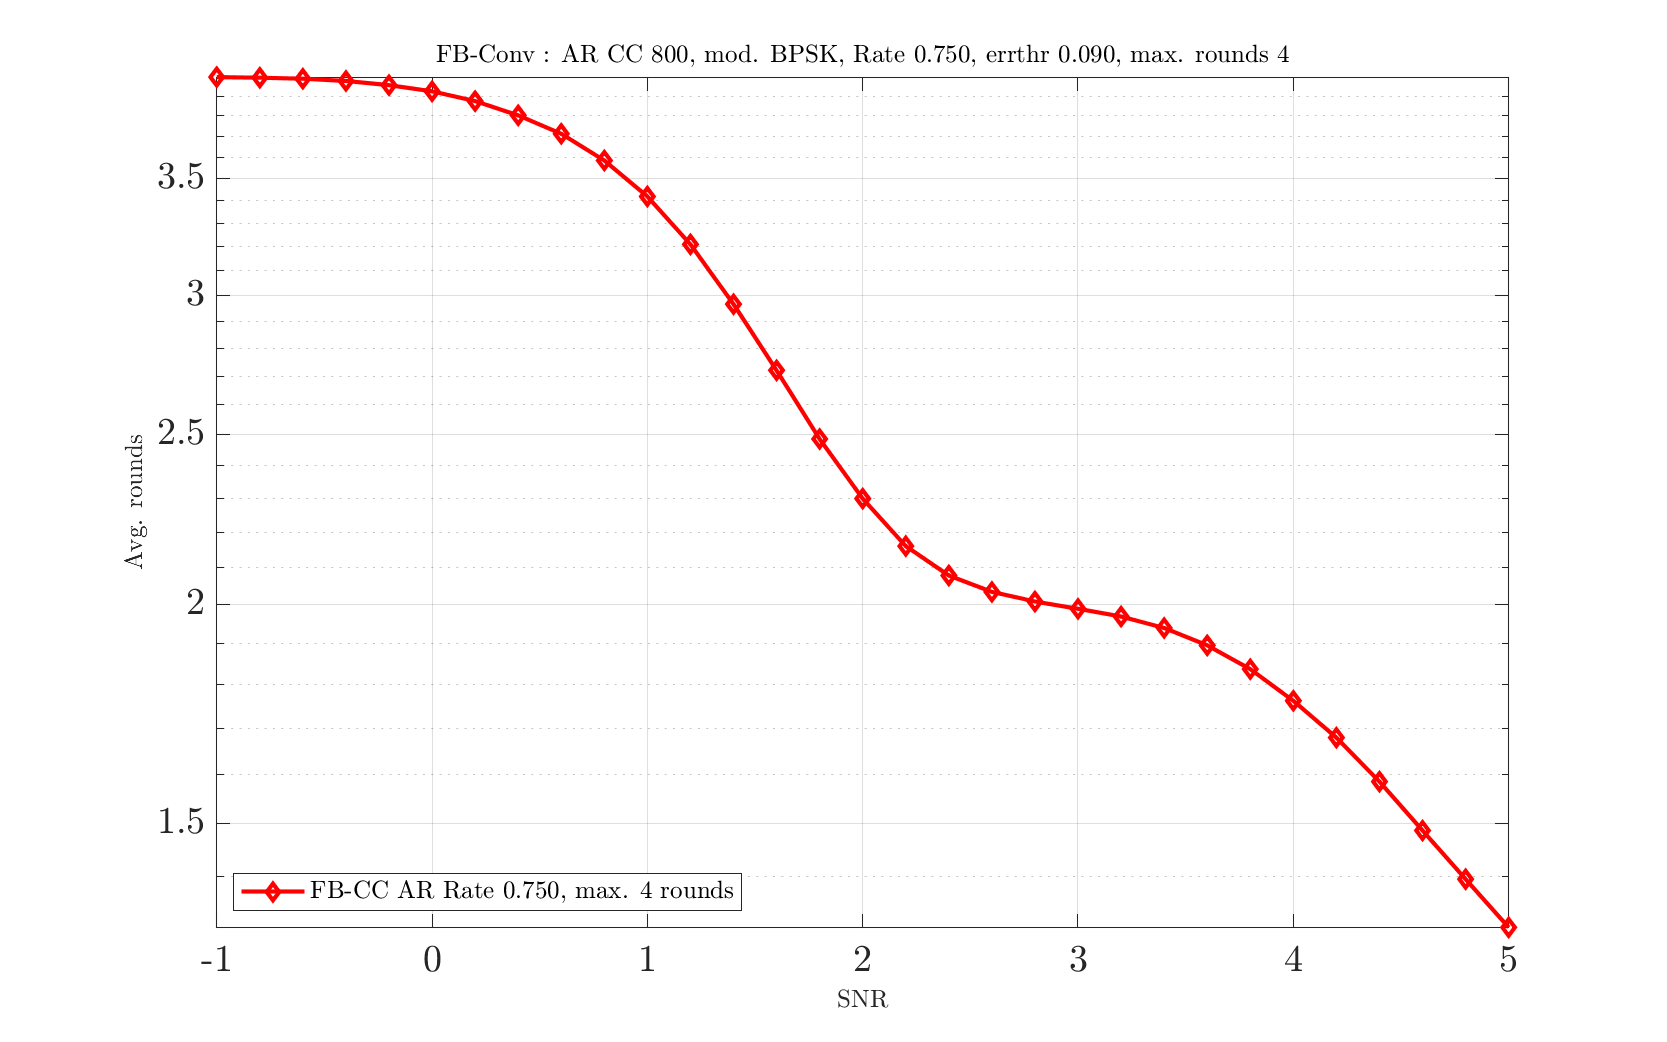 FB-Conv : AR CC 800, mod. BPSK, Rate 0.750, errthr 0.090, max. rounds 4
3.5
3
2.5
2
1.5
Avg. rounds
FB-CC AR Rate 0.750, max. 4 rounds
-1 0 1 2 3 4 5
SNR